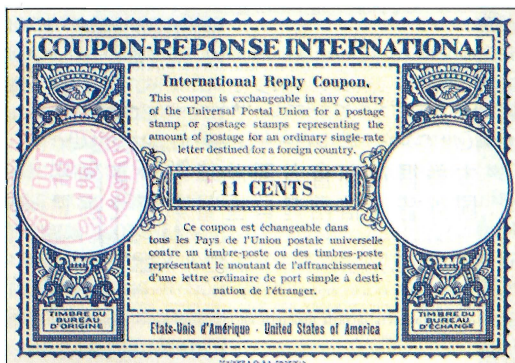 COUPON-REPONSE INTERNATIONAL
International Reply Coupon.
This coupon is exchangeable in any country
of the Universal Postal Union for a postage
stamp or postage stamps representing the
amount of postage for an ordinary single-rate
letter destined for a foreign country.
OCT
13
1950
OLD POST OFFICE
11 CENTS
Ce coupon est échangeable dans
tous les Pays de l'Union postale universelle
contre un timbre-poste ou des timbres-poste
représentant le montant de l'affranchissement
d'une lettre ordinaire de port simple à desti-
nation de l'étranger.
TIMBRE DU
BUREAU
D'ORIGINE
TIMBRE DU
BUREAU
D'ÉCHANGE
Etats-Unis d'Amérique - United States of America